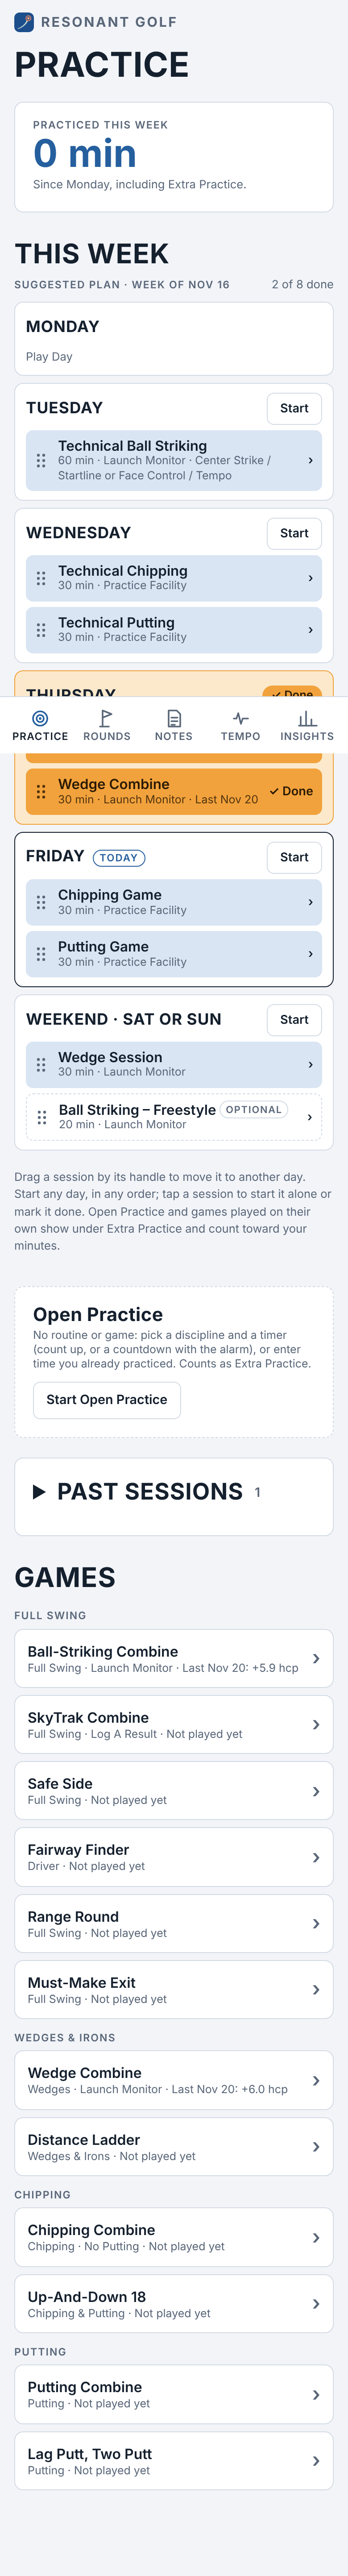 RESONANT GOLF
PRACTICE
PRACTICED THIS WEEK
0 min
Since Monday, including Extra Practice.
THIS WEEK
SUGGESTED PLAN · WEEK OF NOV 16
2 of 8 done
MONDAY
Play Day
TUESDAY
Start
Technical Ball Striking
60 min · Launch Monitor · Center Strike /
Startline or Face Control / Tempo
WEDNESDAY
Start
Technical Chipping
30 min · Practice Facility
Technical Putting
30 min · Practice Facility
THURSDAY
✓ Done
PRACTICE
ROUNDS
NOTES
TEMPO
INSIGHTS
Wedge Combine
30 min · Launch Monitor · Last Nov 20
✓ Done
FRIDAY
TODAY
Start
Chipping Game
30 min · Practice Facility
Putting Game
30 min · Practice Facility
WEEKEND · SAT OR SUN
Start
Wedge Session
30 min · Launch Monitor
Ball Striking – Freestyle
OPTIONAL
20 min · Launch Monitor
Drag a session by its handle to move it to another day.
Start any day, in any order; tap a session to start it alone or
mark it done. Open Practice and games played on their
own show under Extra Practice and count toward your
minutes.
Open Practice
No routine or game: pick a discipline and a timer
(count up, or a countdown with the alarm), or enter
time you already practiced. Counts as Extra Practice.
Start Open Practice
PAST SESSIONS 1
GAMES
FULL SWING
Ball-Striking Combine
Full Swing · Launch Monitor · Last Nov 20: +5.9 hcp
SkyTrak Combine
Full Swing · Log A Result · Not played yet
Safe Side
Full Swing · Not played yet
Fairway Finder
Driver · Not played yet
Range Round
Full Swing · Not played yet
Must-Make Exit
Full Swing · Not played yet
WEDGES & IRONS
Wedge Combine
Wedges · Launch Monitor · Last Nov 20: +6.0 hcp
Distance Ladder
Wedges & Irons · Not played yet
CHIPPING
Chipping Combine
Chipping · No Putting · Not played yet
Up-And-Down 18
Chipping & Putting · Not played yet
PUTTING
Putting Combine
Putting · Not played yet
Lag Putt, Two Putt
Putting · Not played yet